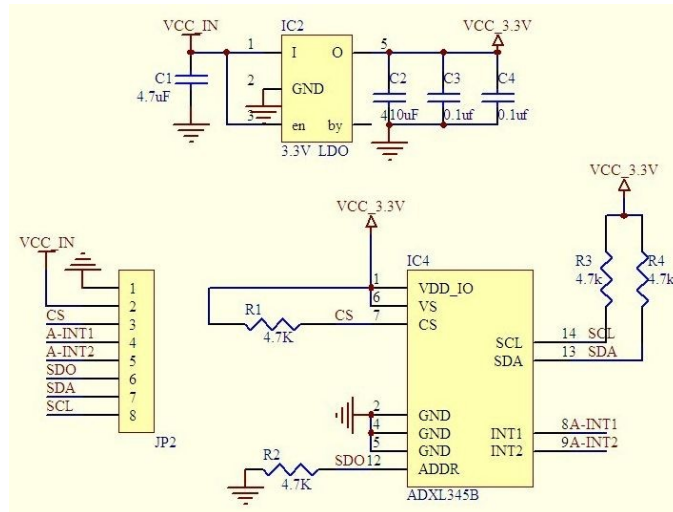 VCC_IN
IC2
VCC_3.3V
1
I
O
5
C1
4.7uF
2
GND
C2
C3
C4
3
en
by
4
10uF
0.1uf
0.1uf
3.3V LDO
VCC_3.3V
VCC_3.3V
VCC_IN
IC4
R3
4.7k
R4
4.7k
1
VDD_IO
6
VS
R1
CS
7
CS
4.7K
1
2
CS
3
A-INT1
4
A-INT2
5
SDO
6
SDA
7
SCL
8
JP2
SCL
14
SCL
SDA
13
SDA
2
GND
4
GND
5
GND
INT1
8
A-INT1
INT2
9
A-INT2
R2
SDO
12
ADDR
4.7K
ADXL345B